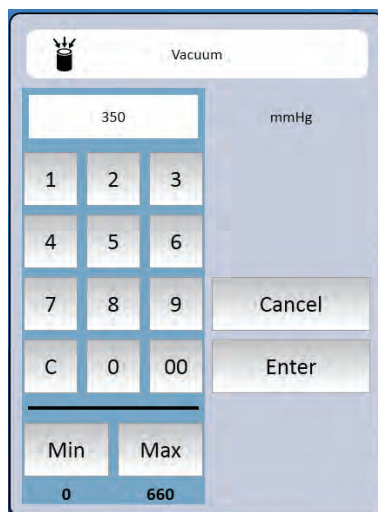 Vacuum
350 mmHg
1 2 3
4 5 6
7 8 9 Cancel
C 0 00 Enter
Min Max
0 660